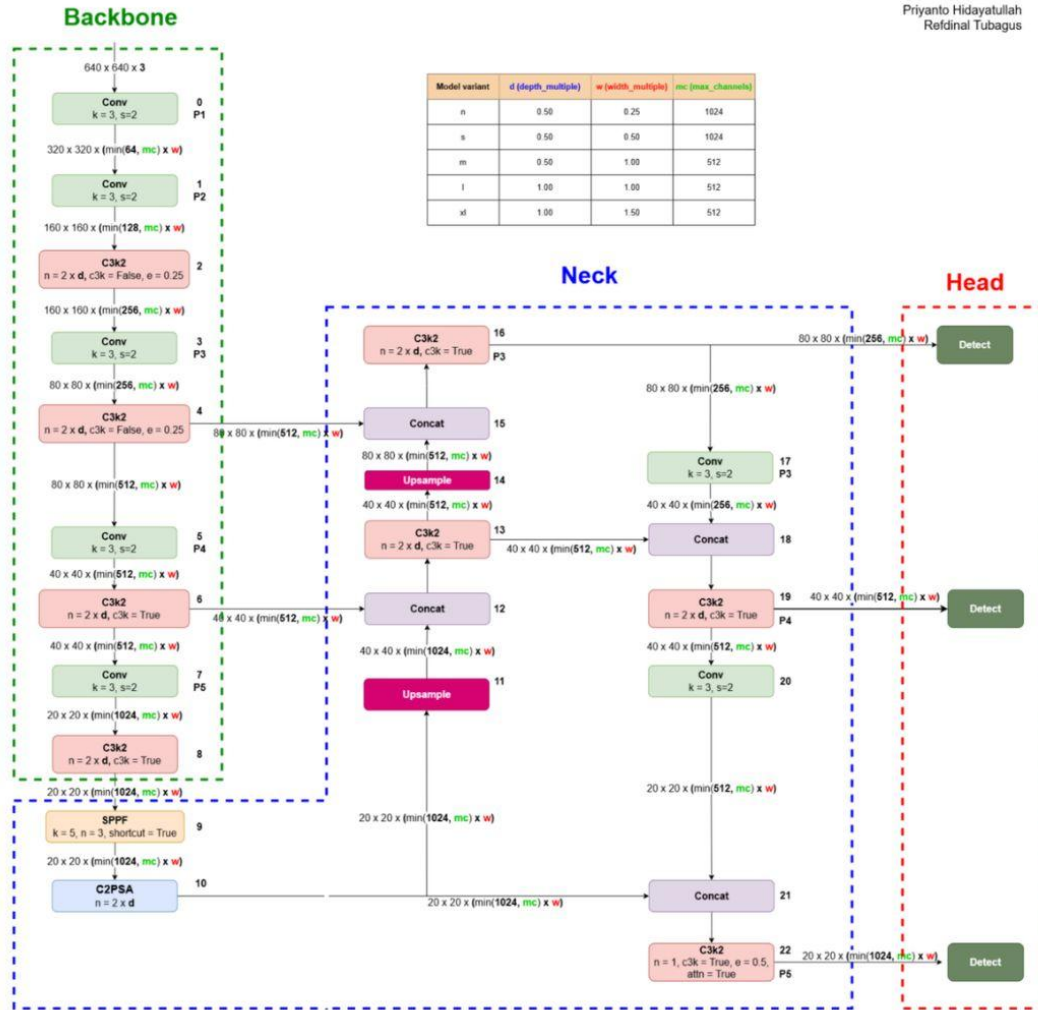 Priyanto Hidayatullah
Refdinal Tubagus
Backbone
640 x 640 x 3
Conv
k = 3, s=2
0
P1
320 x 320 x (min(64, mc) x w)
Conv
k = 3, s=2
1
P2
160 x 160 x (min(128, mc) x w)
C3k2
n = 2 x d, c3k = False, e = 0.25
2
160 x 160 x (min(256, mc) x w)
Conv
k = 3, s=2
3
P3
80 x 80 x (min(256, mc) x w)
C3k2
n = 2 x d, c3k = False, e = 0.25
4
80 x 80 x (min(512, mc) x w)
80 x 80 x (min(512, mc) x w)
Conv
k = 3, s=2
5
P4
40 x 40 x (min(512, mc) x w)
C3k2
n = 2 x d, c3k = True
6
40 x 40 x (min(512, mc) x w)
40 x 40 x (min(512, mc) x w)
Conv
k = 3, s=2
7
P5
20 x 20 x (min(1024, mc) x w)
C3k2
n = 2 x d, c3k = True
8
20 x 20 x (min(1024, mc) x w)
SPPF
k = 5, n = 3, shortcut = True
9
20 x 20 x (min(1024, mc) x w)
C2PSA
n = 2 x d
10
Model variant d (depth_multiple) w (width_multiple) mc (max_channels)
n 0.50 0.25 1024
s 0.50 0.50 1024
m 0.50 1.00 512
l 1.00 1.00 512
xl 1.00 1.50 512
Neck
C3k2
n = 2 x d, c3k = True
16
P3
80 x 80 x (min(256, mc) x w)
Concat
15
80 x 80 x (min(512, mc) x w)
Upsample
14
40 x 40 x (min(512, mc) x w)
C3k2
n = 2 x d, c3k = True
13
40 x 40 x (min(512, mc) x w)
Concat
12
40 x 40 x (min(1024, mc) x w)
Upsample
11
20 x 20 x (min(1024, mc) x w)
20 x 20 x (min(1024, mc) x w)
80 x 80 x (min(256, mc) x w)
Conv
k = 3, s=2
17
P3
40 x 40 x (min(256, mc) x w)
Concat
18
C3k2
n = 2 x d, c3k = True
19
P4
40 x 40 x (min(512, mc) x w)
40 x 40 x (min(512, mc) x w)
Conv
k = 3, s=2
20
20 x 20 x (min(512, mc) x w)
Concat
21
C3k2
n = 1, c3k = True, e = 0.5,
attn = True
22
P5
20 x 20 x (min(1024, mc) x w)
Head
Detect
Detect
Detect